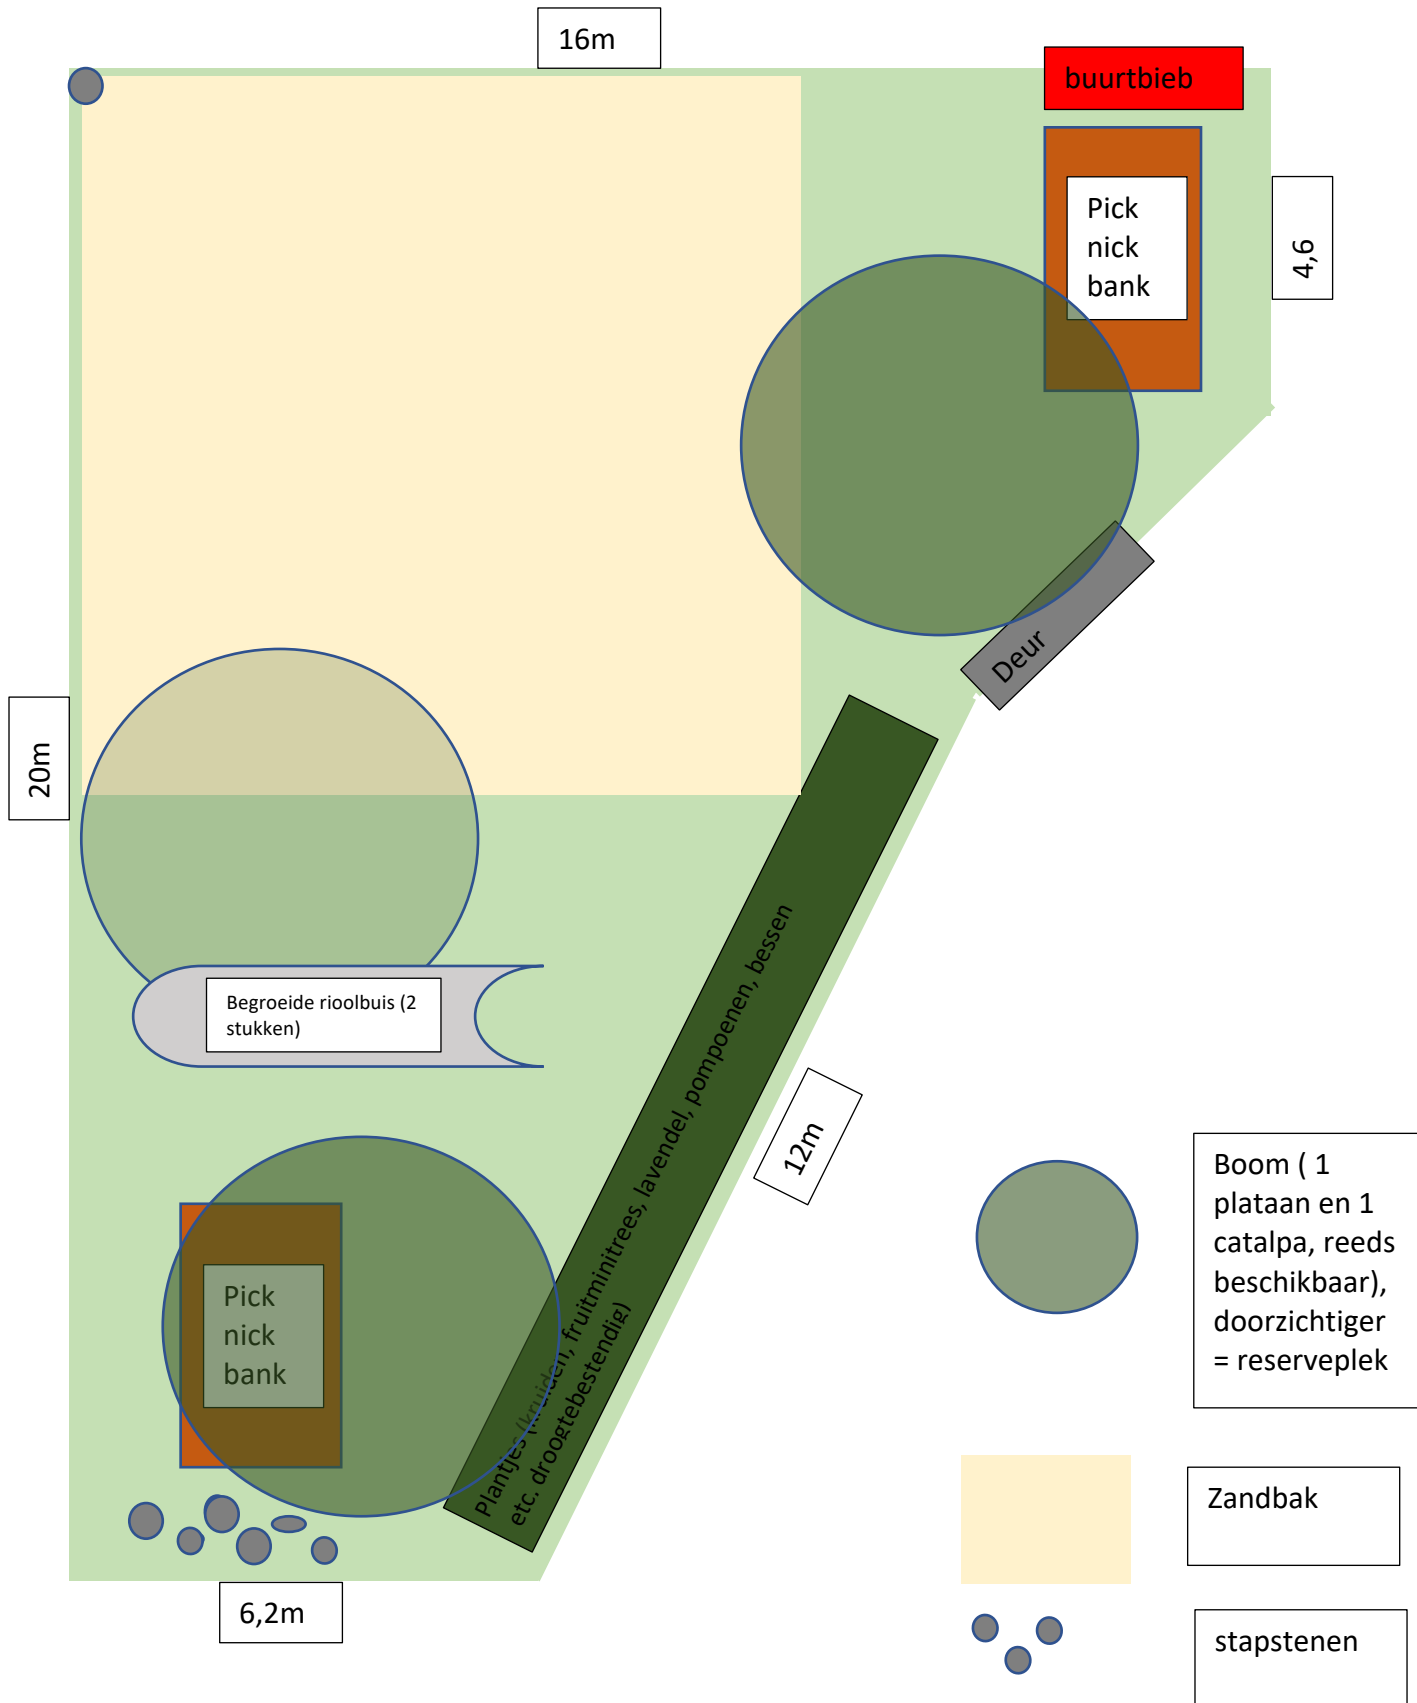 16m
buurtbieb
Pick
nick
bank
4,6
Deur
20m
Begroeide rioolbuis (2
stukken)
Plantjes (kruiden, fruitminitrees, lavendel, pompoenen, bessen
etc. droogtebestendig)
12m
Boom ( 1
plataan en 1
catalpa, reeds
beschikbaar),
doorzichtiger
= reserveplek
Pick
nick
bank
Zandbak
6,2m
stapstenen